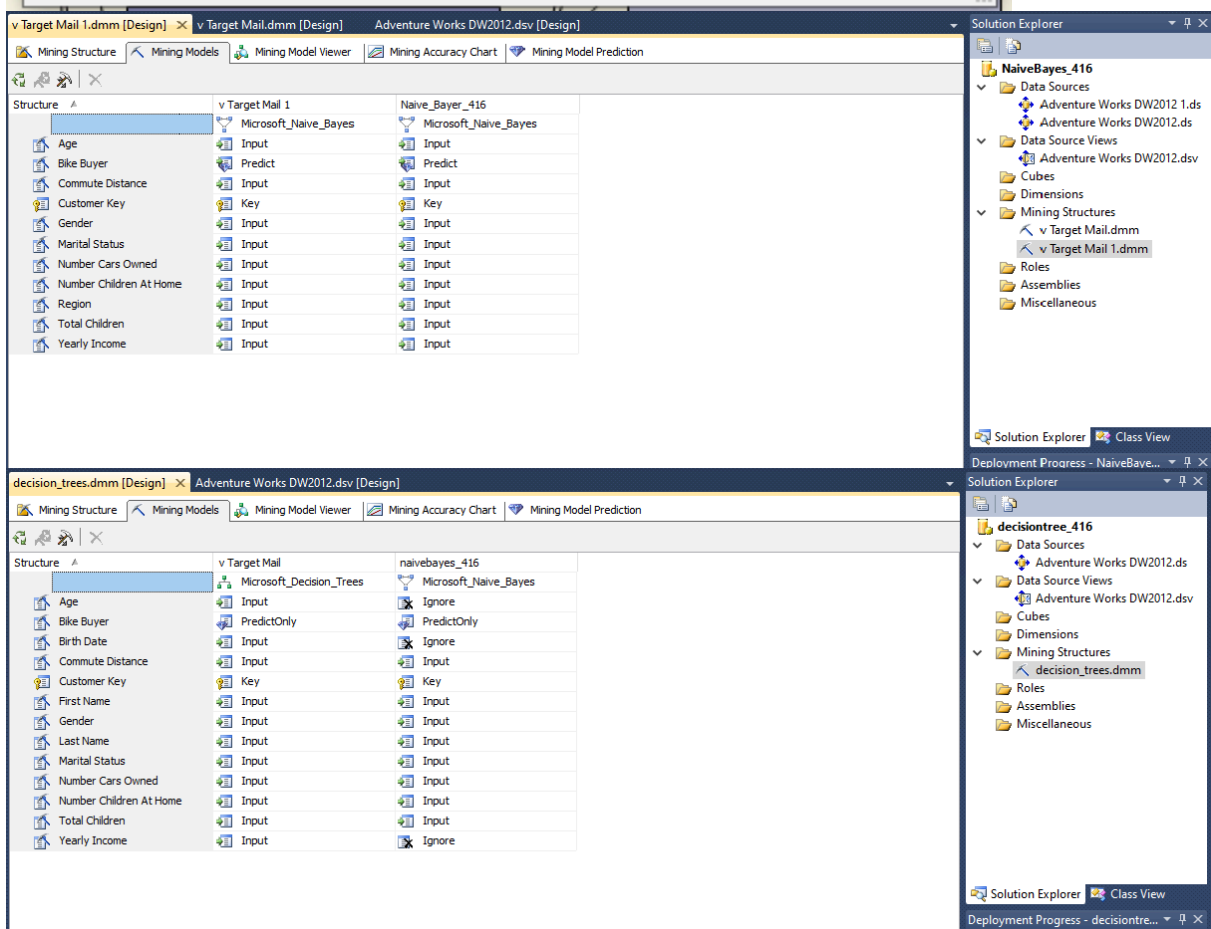 v Target Mail 1.dmm [Design] v Target Mail.dmm [Design] Adventure Works DW2012.dsv [Design]
Mining Structure Mining Models Mining Model Viewer Mining Accuracy Chart Mining Model Prediction
Structure v Target Mail 1 Naive_Bayer_416
Microsoft_Naive_Bayes Microsoft_Naive_Bayes
Age Input Input
Bike Buyer Predict Predict
Commute Distance Input Input
Customer Key Key Key
Gender Input Input
Marital Status Input Input
Number Cars Owned Input Input
Number Children At Home Input Input
Region Input Input
Total Children Input Input
Yearly Income Input Input
Solution Explorer
NaiveBayes_416
Data Sources
Adventure Works DW2012 1.ds
Adventure Works DW2012.ds
Data Source Views
Adventure Works DW2012.dsv
Cubes
Dimensions
Mining Structures
v Target Mail.dmm
v Target Mail 1.dmm
Roles
Assemblies
Miscellaneous
Solution Explorer Class View
Deployment Progress - NaiveBaye...
decision_trees.dmm [Design] Adventure Works DW2012.dsv [Design]
Mining Structure Mining Models Mining Model Viewer Mining Accuracy Chart Mining Model Prediction
Structure v Target Mail naivebayes_416
Microsoft_Decision_Trees Microsoft_Naive_Bayes
Age Input Ignore
Bike Buyer PredictOnly PredictOnly
Birth Date Input Ignore
Commute Distance Input Input
Customer Key Key Key
First Name Input Input
Gender Input Input
Last Name Input Input
Marital Status Input Input
Number Cars Owned Input Input
Number Children At Home Input Input
Total Children Input Input
Yearly Income Input Ignore
Solution Explorer
decisiontree_416
Data Sources
Adventure Works DW2012.ds
Data Source Views
Adventure Works DW2012.dsv
Cubes
Dimensions
Mining Structures
decision_trees.dmm
Roles
Assemblies
Miscellaneous
Solution Explorer Class View
Deployment Progress - decisiontre...